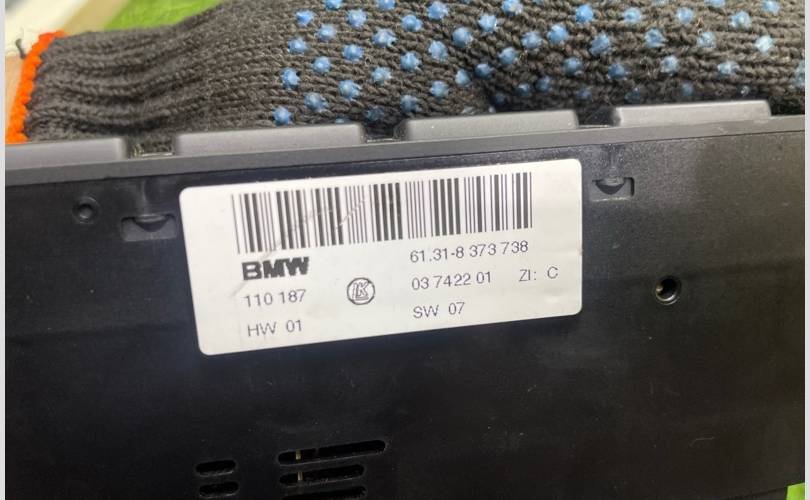 61.31-8 373 738
BMW
03 7422 01 ZI: C
110 187
SW 07
HW 01